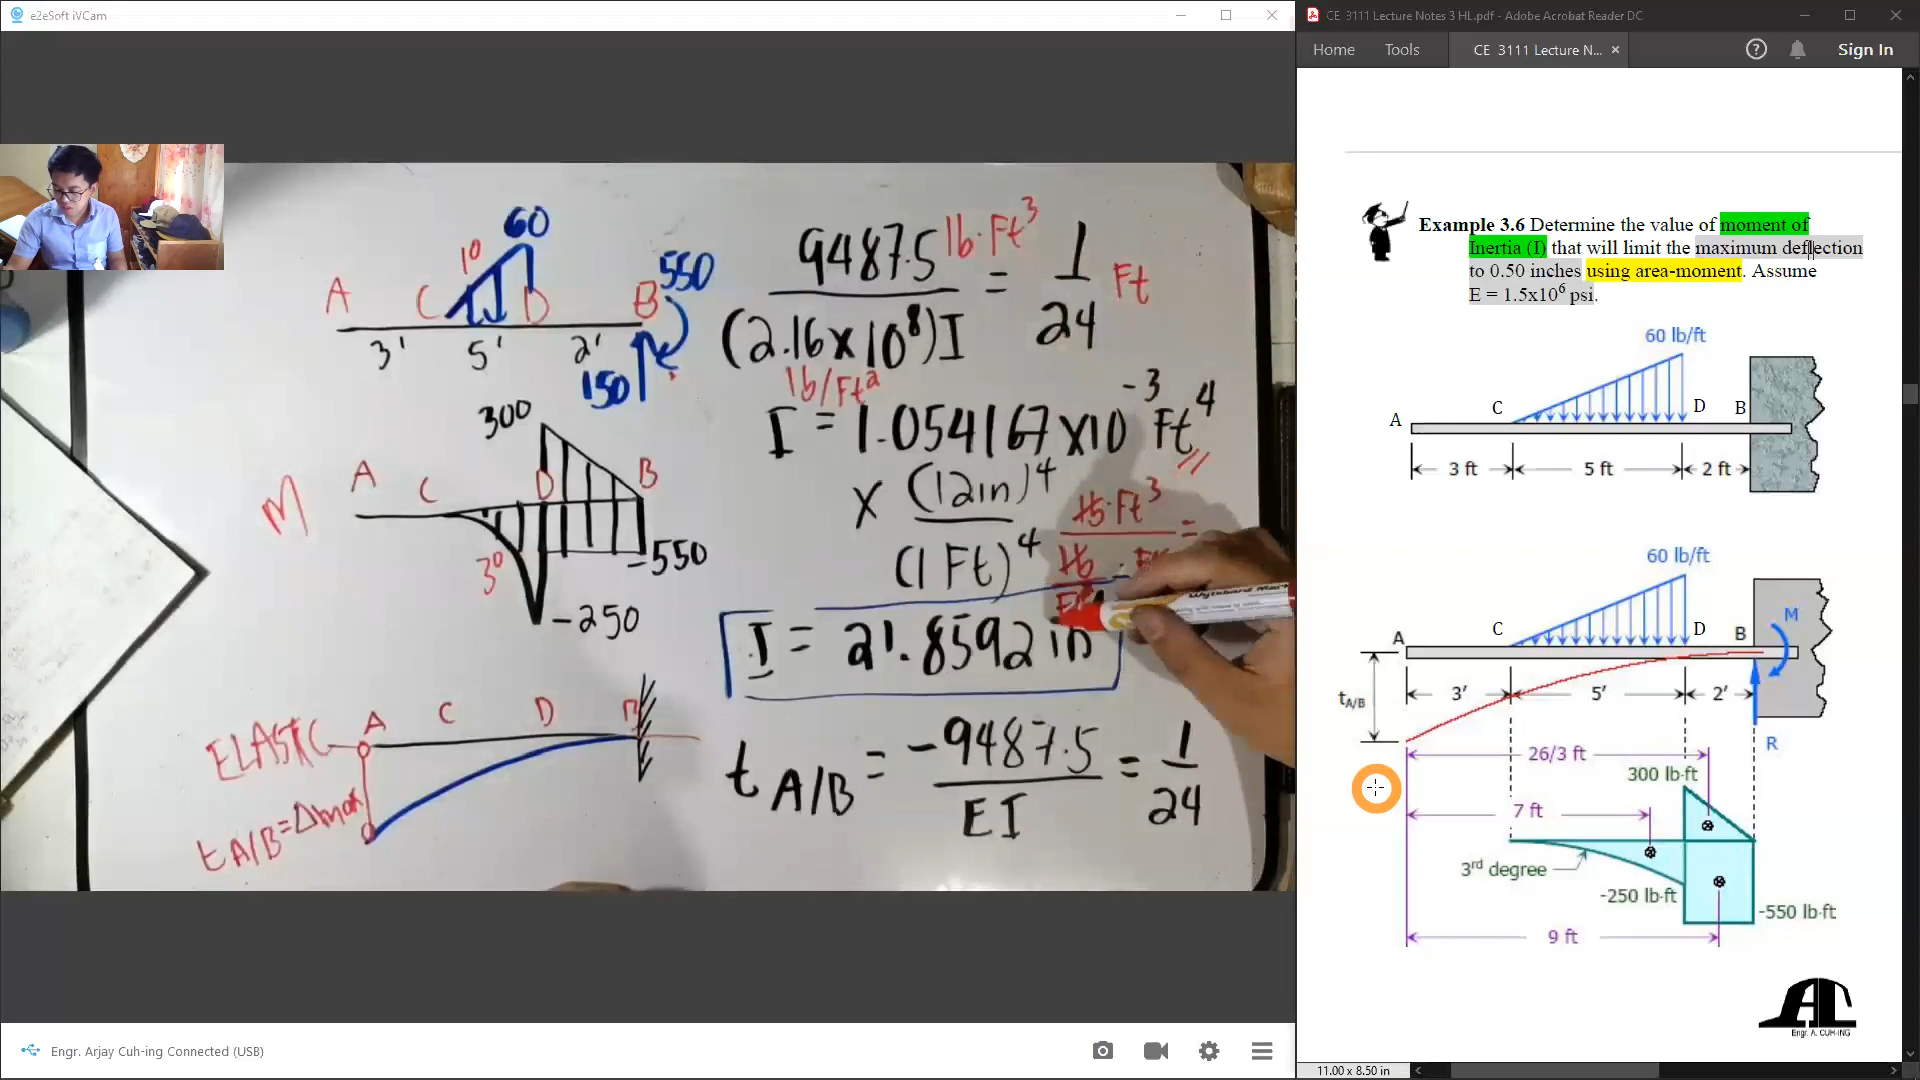 e2eSoft iVCam
60
10
550
A C D B
3' 5' 2'
150
300
M A C D B
30
-550
-250
ELASTIC A C D B
tA/B = Δmax
9487.5 lb·Ft³ = 1 Ft
(2.16x10⁸)I 24
lb/Ft²
I = 1.054167x10⁻³ Ft⁴
x (12in)⁴
(1 Ft)⁴
lb·Ft³ =
lb
I = 21.8592 in
tA/B = -9487.5 = 1
EI 24
Engr. Arjay Cuh-ing Connected (USB)
CE 3111 Lecture Notes 3 HL.pdf - Adobe Acrobat Reader DC
Home Tools CE 3111 Lecture N... × Sign In
Example 3.6 Determine the value of moment of
Inertia (I) that will limit the maximum deflection
to 0.50 inches using area-moment. Assume
E = 1.5x10⁶ psi.
60 lb/ft
A C D B
3 ft 5 ft 2 ft
60 lb/ft
A C D B M
tA/B 3' 5' 2'
R
26/3 ft
300 lb·ft
7 ft
3rd degree
-250 lb·ft
-550 lb·ft
9 ft
Engr. A. CUH-ING
11.00 x 8.50 in